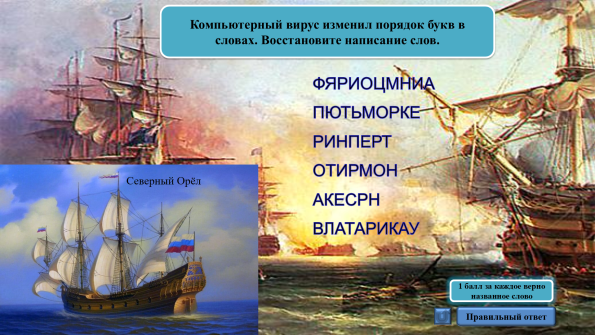 Компьютерный вирус изменил порядок букв в
словах. Восстановите написание слов.
ФЯРИОЦМНИА
ПЮТЬМОРКЕ
РИНПЕРТ
ОТИРМОН
АКЕСРН
ВЛАТАРИКАУ
Северный Орёл
1 балл за каждое верно
названное слово
Правильный ответ